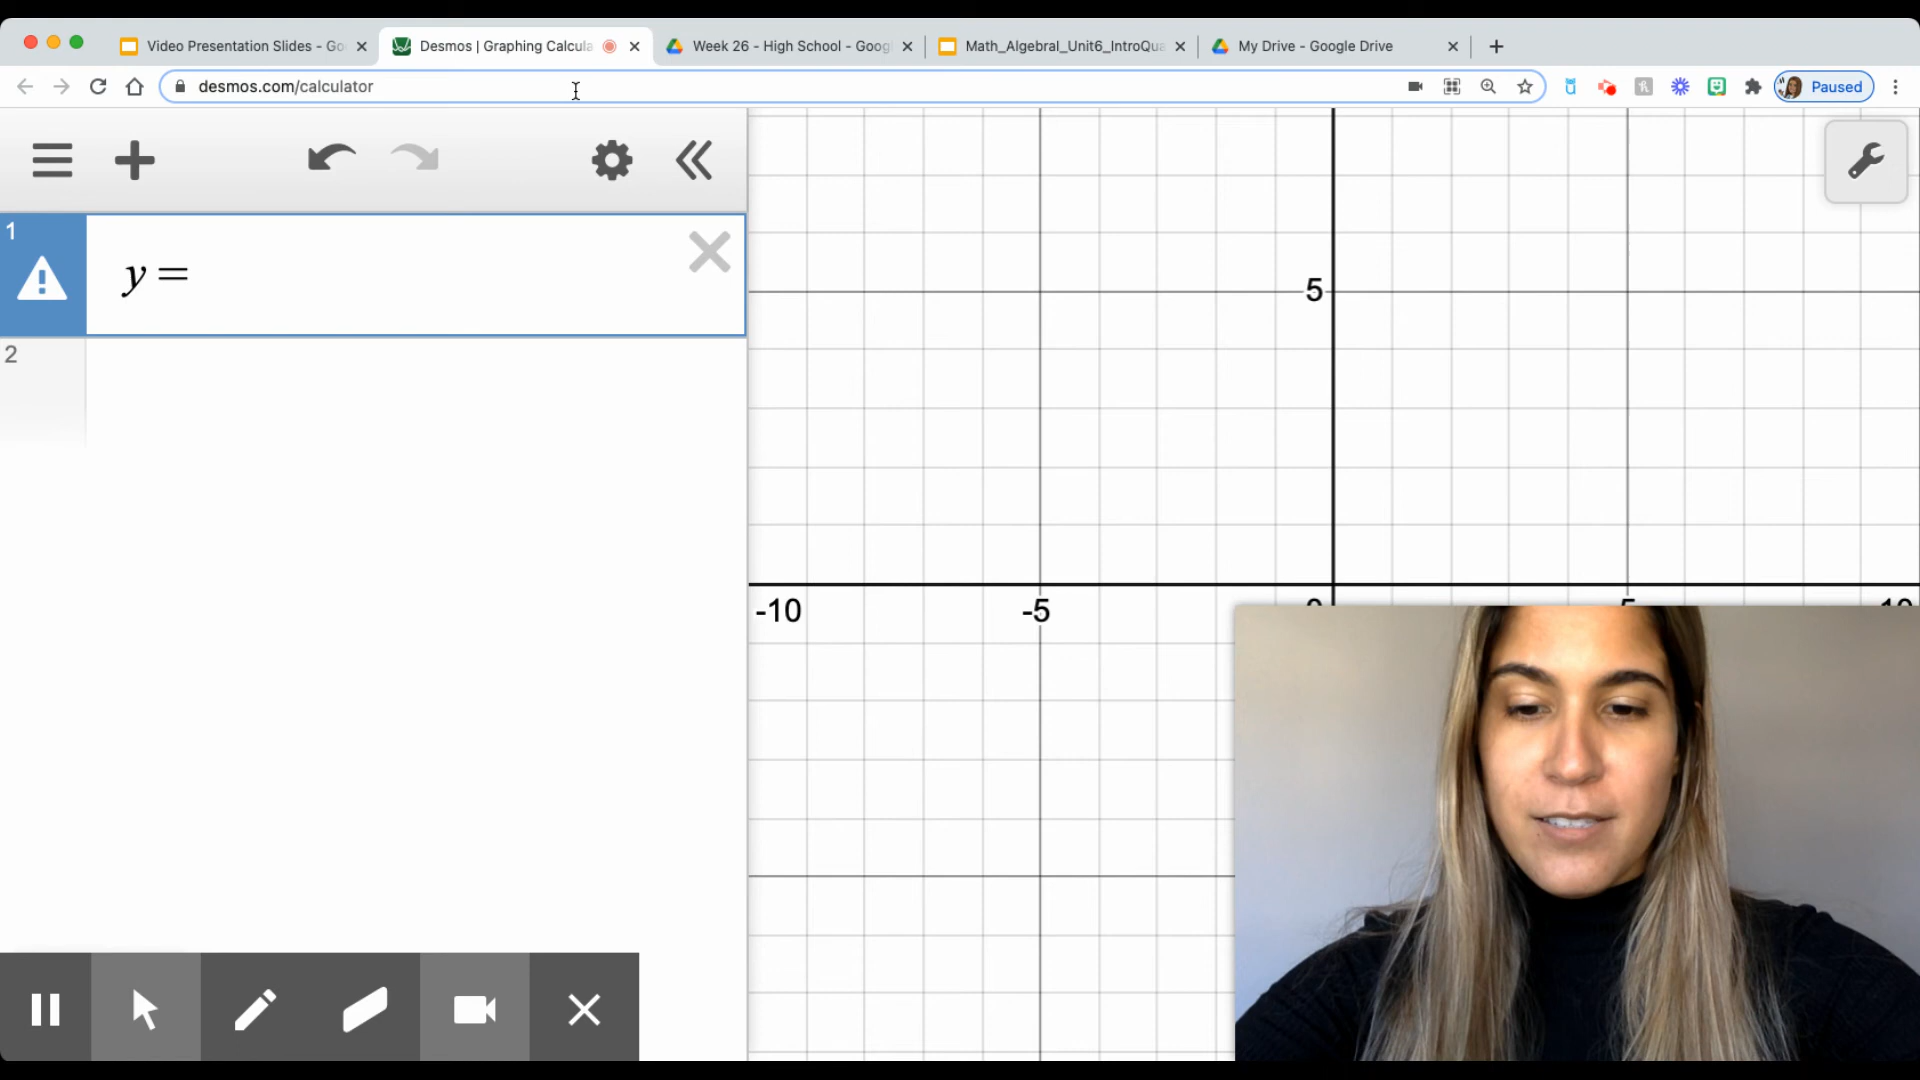 Video Presentation Slides - Go
Desmos | Graphing Calcula
Week 26 - High School - Goog
Math_AlgebraI_Unit6_IntroQua
My Drive - Google Drive
desmos.com/calculator
Paused
1
y =
2
5
-10
-5